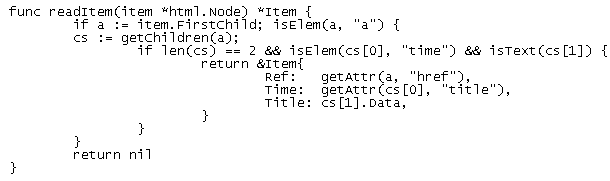 func readItem(item *html.Node) *Item {
        if a := item.FirstChild; isElem(a, "a") {
        cs := getChildren(a);
                if len(cs) == 2 && isElem(cs[0], "time") && isText(cs[1]) {
                        return &Item{
                                Ref:   getAttr(a, "href"),
                                Time:  getAttr(cs[0], "title"),
                                Title: cs[1].Data,
                        }
                }
        }
        return nil
}